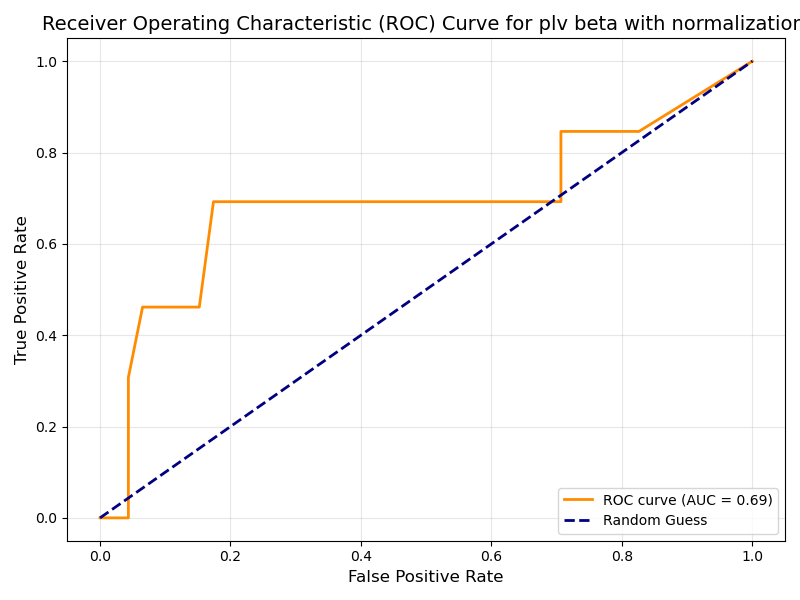 Receiver Operating Characteristic (ROC) Curve for plv beta with normalization
True Positive Rate
1.0
0.8
0.6
0.4
0.2
0.0
0.0 0.2 0.4 0.6 0.8 1.0
False Positive Rate
ROC curve (AUC = 0.69)
Random Guess